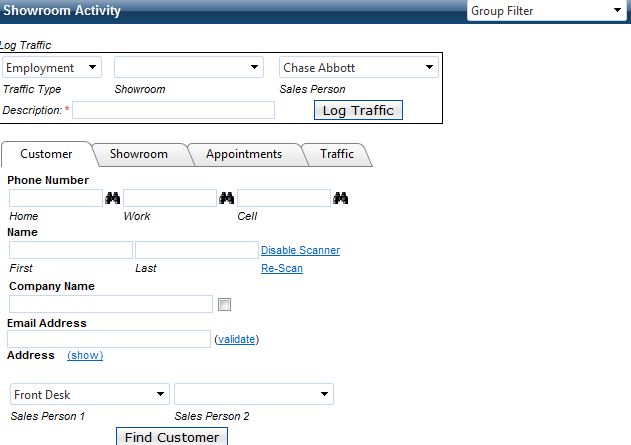 Showroom Activity Group Filter
Log Traffic
Employment Chase Abbott
Traffic Type Showroom Sales Person
Description: * Log Traffic
Customer Showroom Appointments Traffic
Phone Number
Home Work Cell
Name
Disable Scanner
First Last Re-Scan
Company Name
Email Address
(validate)
Address (show)
Front Desk
Sales Person 1 Sales Person 2
Find Customer